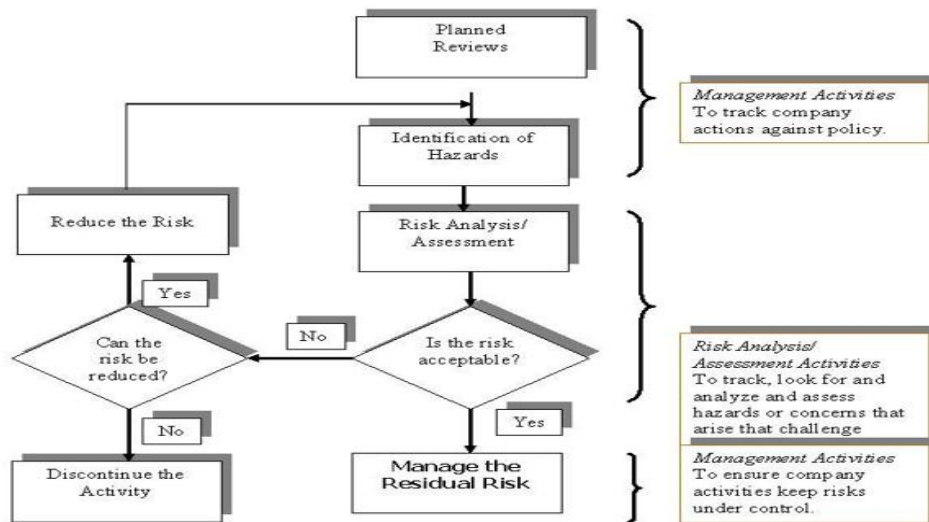 Planned
Reviews
Management Activities
To track company
actions against policy.
Identification of
Hazards
Reduce the Risk
Risk Analysis/
Assessment
Yes
Can the
risk be
reduced?
No
Is the risk
acceptable?
Risk Analysis/
Assessment Activities
To track, look for and
analyze and assess
hazards or concerns that
arise that challenge
No
Yes
Discontinue the
Activity
Manage the
Residual Risk
Management Activities
To ensure company
activities keep risks
under control.